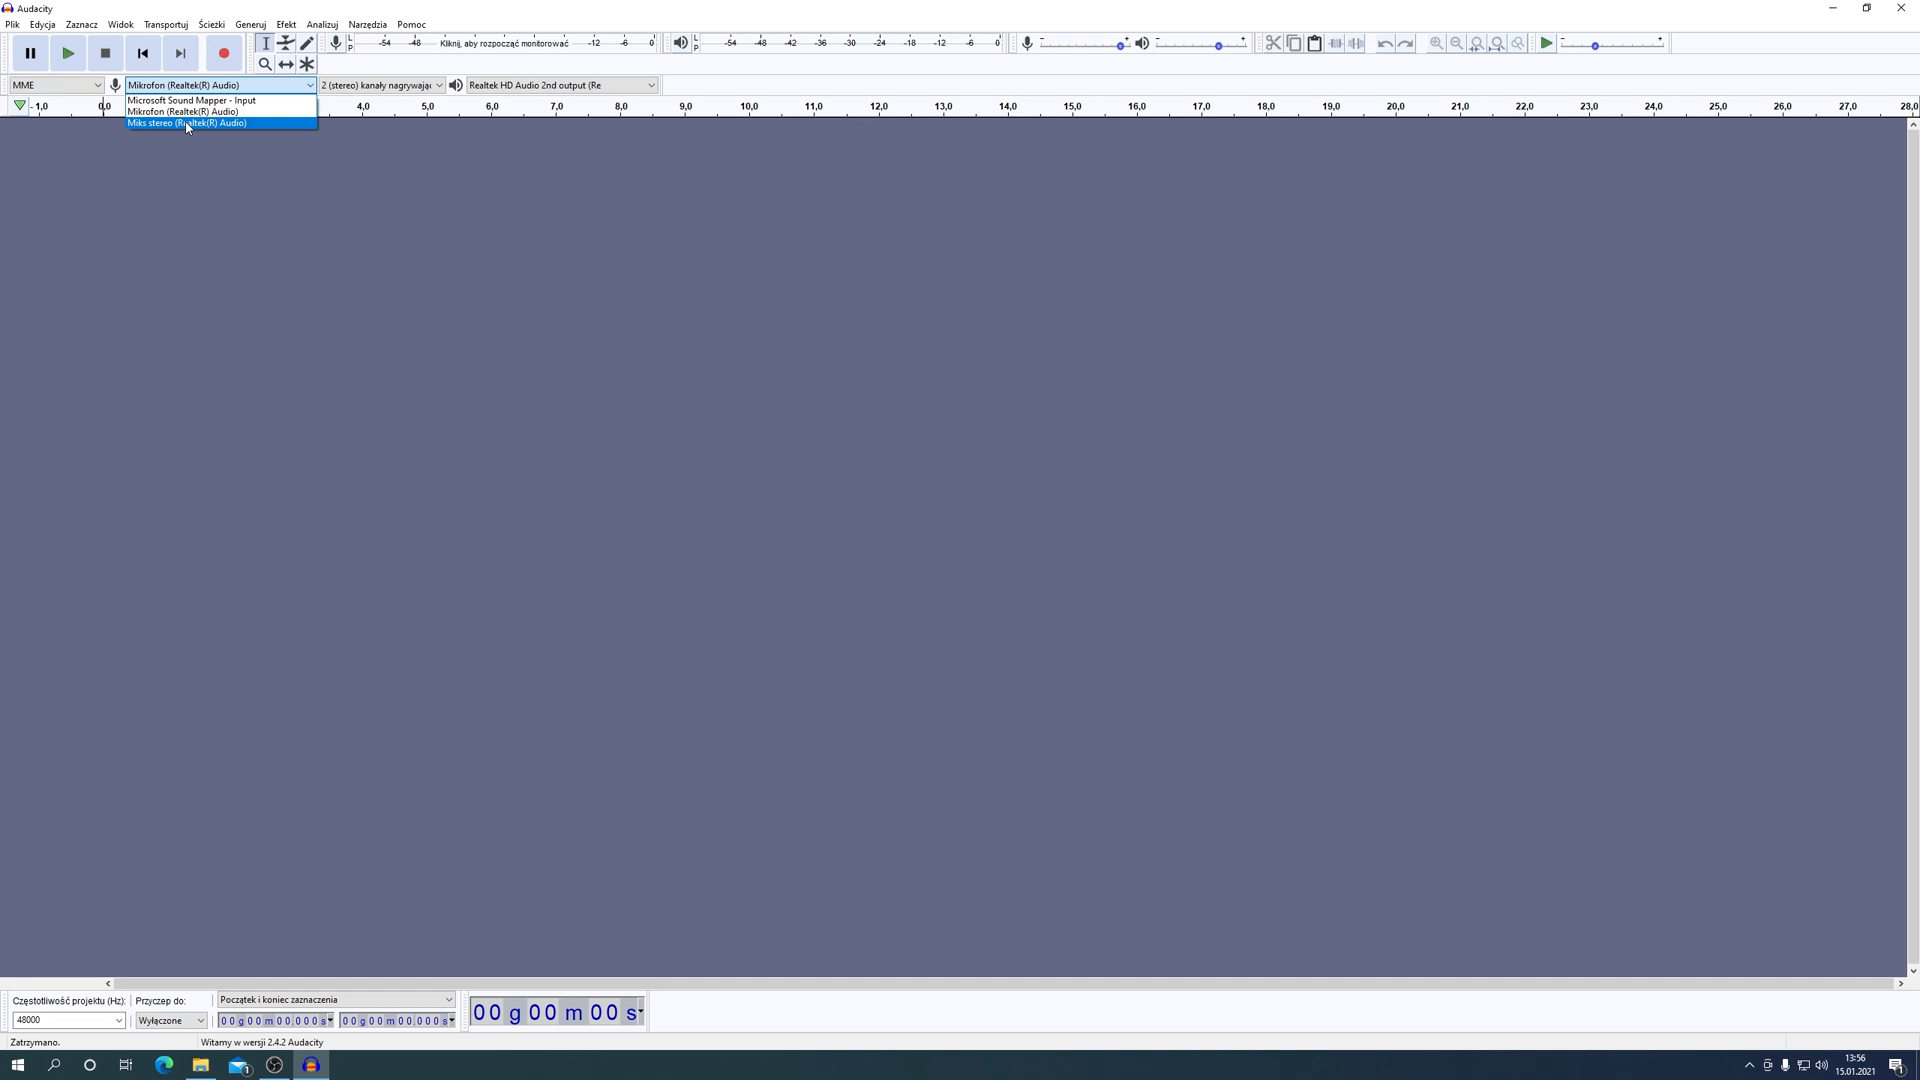 Audacity
Plik Edycja Zaznacz Widok Transportuj Ścieżki Generuj Efekt Analizuj Narzędzia Pomoc
L P -54 -48 Kliknij, aby rozpocząć monitorować -12 -6 0
L P -54 -48 -42 -36 -30 -24 -18 -12 -6 0
- + - + - +
MME Mikrofon (Realtek(R) Audio) 2 (stereo) kanały nagrywając Realtek HD Audio 2nd output (Re
Microsoft Sound Mapper - Input
Mikrofon (Realtek(R) Audio)
Miks stereo (Realtek(R) Audio)
- 1,0 0,0 4,0 5,0 6,0 7,0 8,0 9,0 10,0 11,0 12,0 13,0 14,0 15,0 16,0 17,0 18,0 19,0 20,0 21,0 22,0 23,0 24,0 25,0 26,0 27,0 28,0
Częstotliwość projektu (Hz): Przyczep do: Początek i koniec zaznaczenia
48000 Wyłączone 00 g 00 m 00,000 s 00 g 00 m 00,000 s
00 g 00 m 00 s
Zatrzymano. Witamy w wersji 2.4.2 Audacity
1
13:56
15.01.2021
1